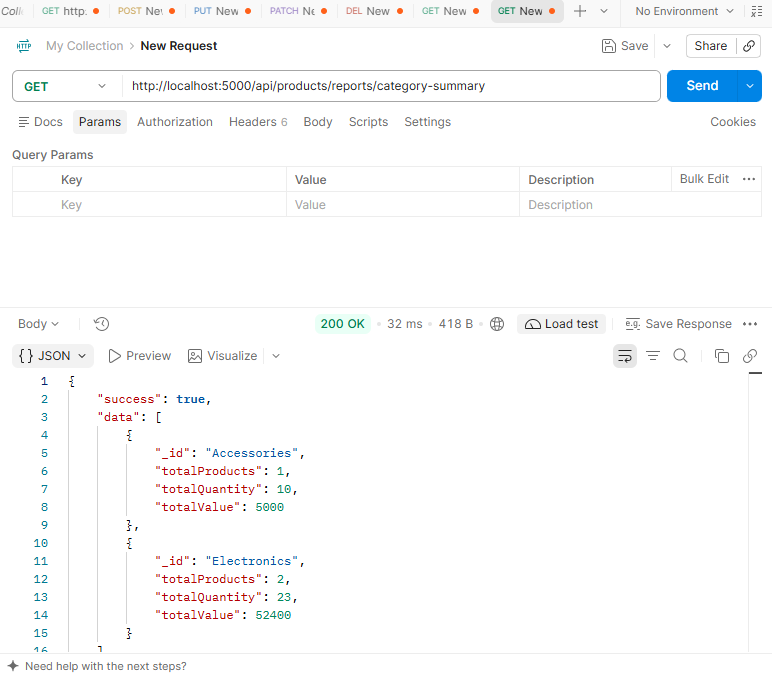 Coll GET http: POST Nev PUT New PATCH Ne DEL New GET New GET New No Environment
HTTP My Collection > New Request Save Share
GET http://localhost:5000/api/products/reports/category-summary Send
Docs Params Authorization Headers 6 Body Scripts Settings Cookies
Query Params
Key Value Description Bulk Edit ...
Key Value Description
Body 200 OK • 32 ms • 418 B • Load test e.g. Save Response ...
{} JSON Preview Visualize
1 {
2 "success": true,
3 "data": [
4 {
5 "_id": "Accessories",
6 "totalProducts": 1,
7 "totalQuantity": 10,
8 "totalValue": 5000
9 },
10 {
11 "_id": "Electronics",
12 "totalProducts": 2,
13 "totalQuantity": 23,
14 "totalValue": 52400
15 }
16 ]
Need help with the next steps?